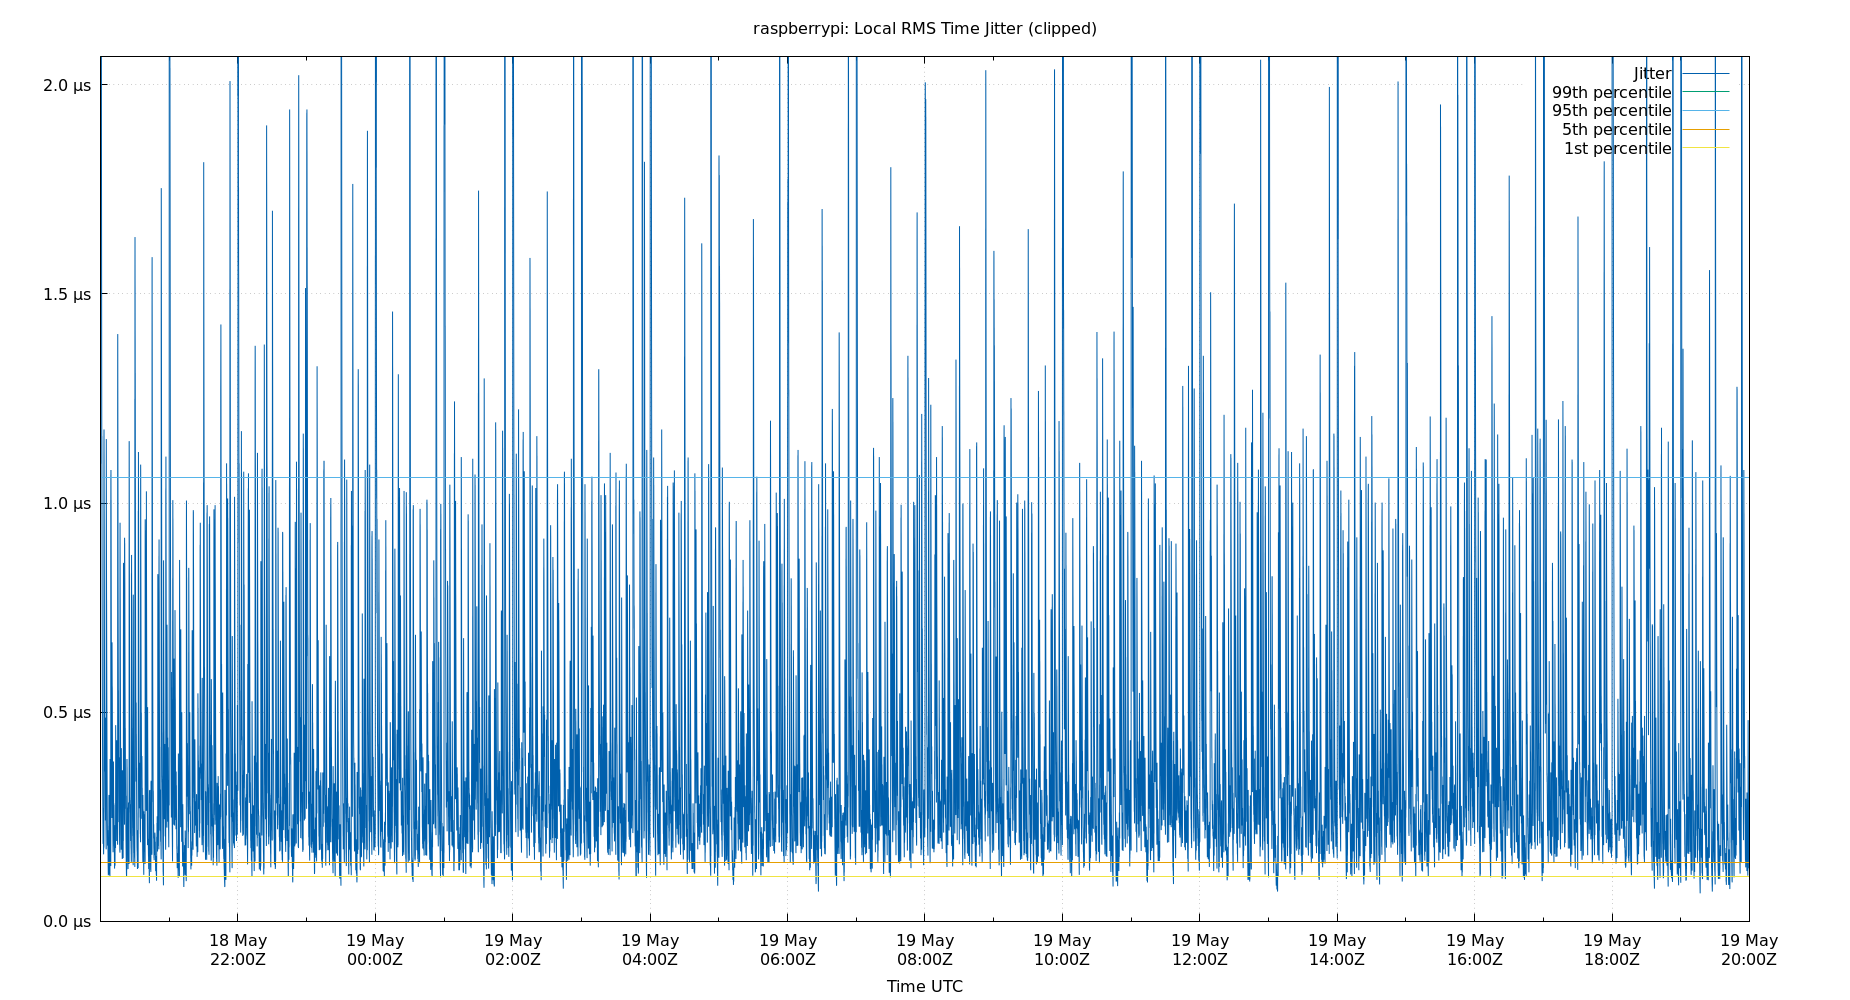 raspberrypi: Local RMS Time Jitter (clipped)
Jitter
99th percentile
95th percentile
5th percentile
1st percentile
2.0 µs
1.5 µs
1.0 µs
0.5 µs
0.0 µs
18 May
22:00Z
19 May
00:00Z
19 May
02:00Z
19 May
04:00Z
19 May
06:00Z
19 May
08:00Z
19 May
10:00Z
19 May
12:00Z
19 May
14:00Z
19 May
16:00Z
19 May
18:00Z
19 May
20:00Z
Time UTC